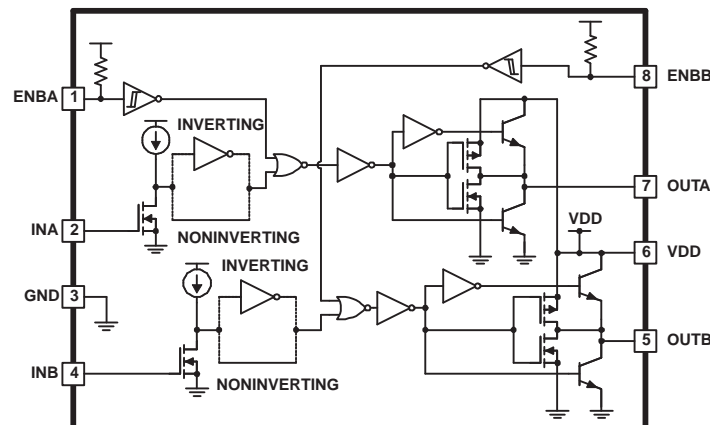 ENBA 1
8 ENBB
INVERTING
7 OUTA
INA 2
VDD
NONINVERTING
6 VDD
INVERTING
GND 3
5 OUTB
INB 4
NONINVERTING